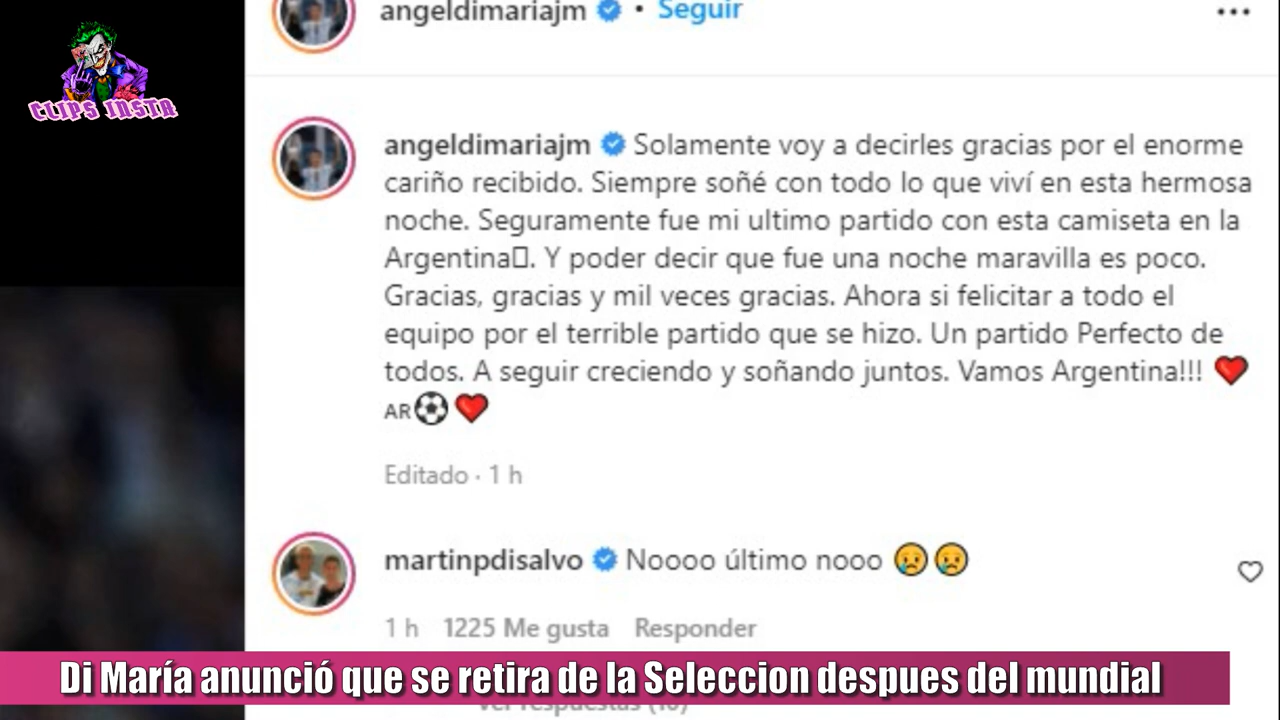 angeldimariajm • Seguir
CLIPS INSTA
angeldimariajm Solamente voy a decirles gracias por el enorme
cariño recibido. Siempre soñé con todo lo que viví en esta hermosa
noche. Seguramente fue mi ultimo partido con esta camiseta en la
Argentina▯. Y poder decir que fue una noche maravilla es poco.
Gracias, gracias y mil veces gracias. Ahora si felicitar a todo el
equipo por el terrible partido que se hizo. Un partido Perfecto de
todos. A seguir creciendo y soñando juntos. Vamos Argentina!!! ❤️
AR⚽❤️
Editado · 1 h
martinpdisalvo Noooo último nooo 😢😢
1 h 1225 Me gusta Responder
Di María anunció que se retira de la Seleccion despues del mundial